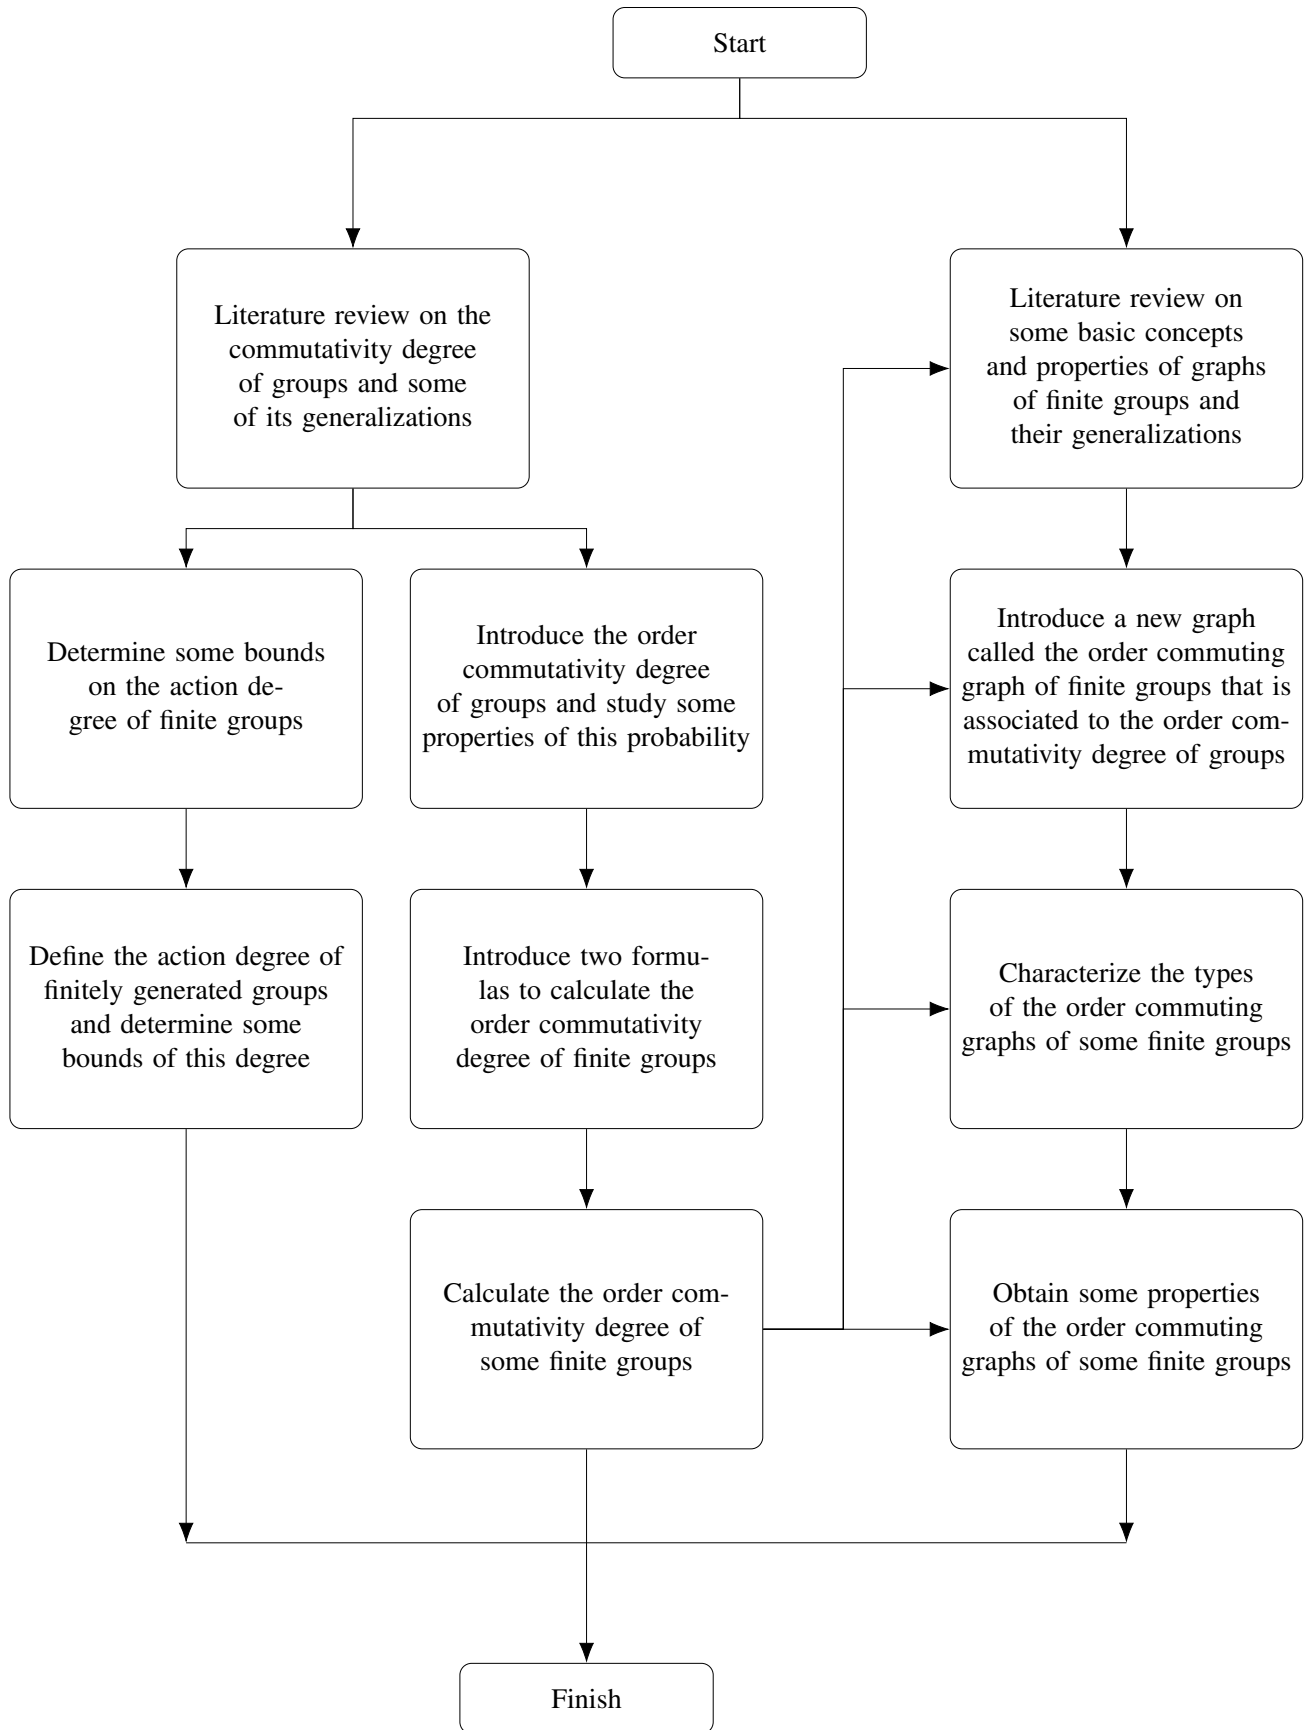 Start
Literature review on the
commutativity degree
of groups and some
of its generalizations
Literature review on
some basic concepts
and properties of graphs
of finite groups and
their generalizations
Determine some bounds
on the action de-
gree of finite groups
Introduce the order
commutativity degree
of groups and study some
properties of this probability
Introduce a new graph
called the order commuting
graph of finite groups that is
associated to the order com-
mutativity degree of groups
Define the action degree of
finitely generated groups
and determine some
bounds of this degree
Introduce two formu-
las to calculate the
order commutativity
degree of finite groups
Characterize the types
of the order commuting
graphs of some finite groups
Calculate the order com-
mutativity degree of
some finite groups
Obtain some properties
of the order commuting
graphs of some finite groups
Finish